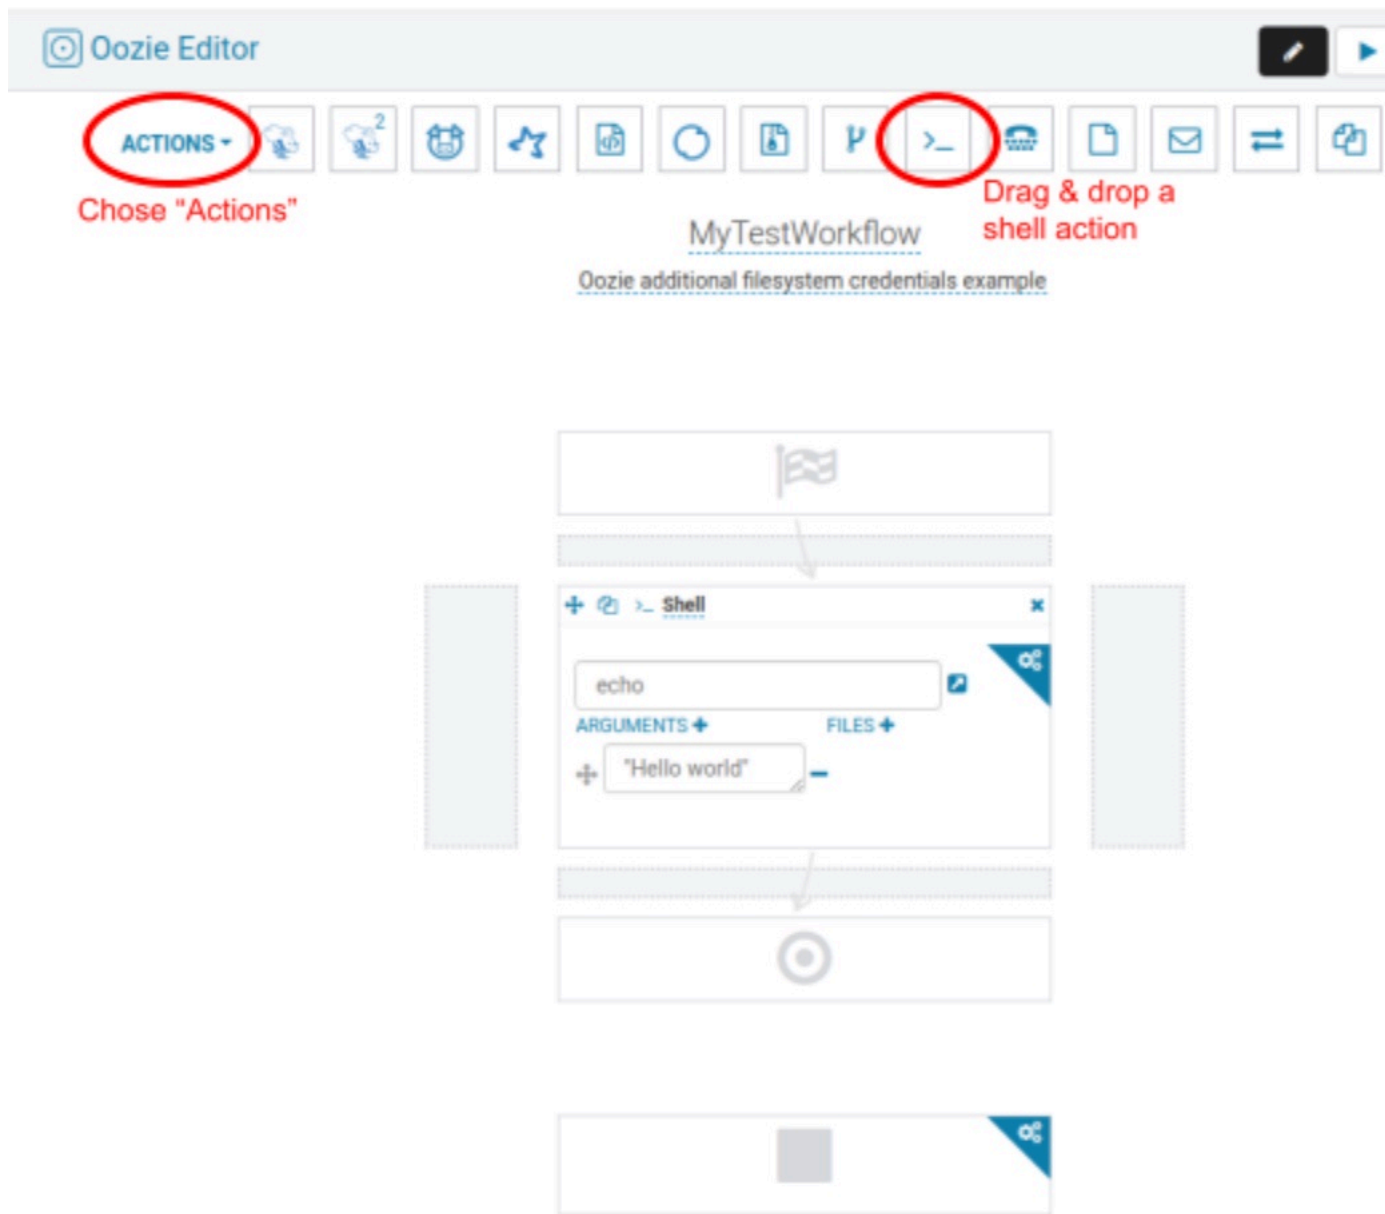 Oozie Editor
ACTIONS
2
>_
Chose “Actions”
Drag & drop a
shell action
MyTestWorkflow
Oozie additional filesystem credentials example
>_ Shell
echo
ARGUMENTS + FILES +
"Hello world"